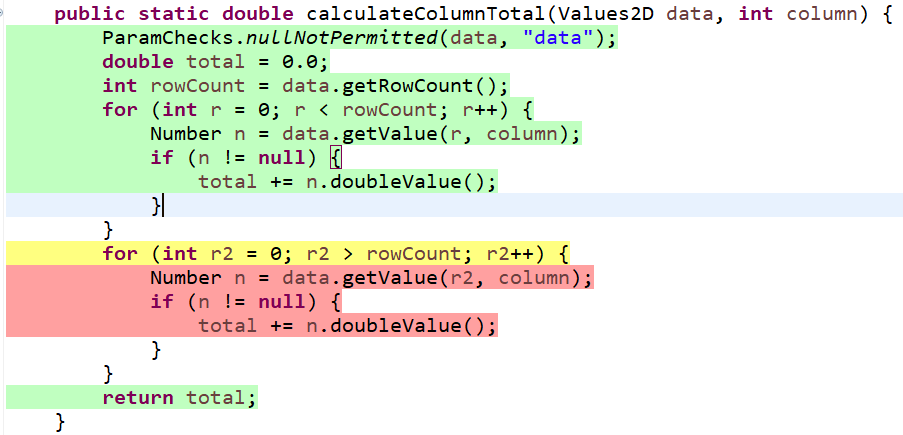 public static double calculateColumnTotal(Values2D data, int column) {
ParamChecks.nullNotPermitted(data, "data");
double total = 0.0;
int rowCount = data.getRowCount();
for (int r = 0; r < rowCount; r++) {
Number n = data.getValue(r, column);
if (n != null) {
total += n.doubleValue();
}
}
for (int r2 = 0; r2 > rowCount; r2++) {
Number n = data.getValue(r2, column);
if (n != null) {
total += n.doubleValue();
}
}
return total;
}